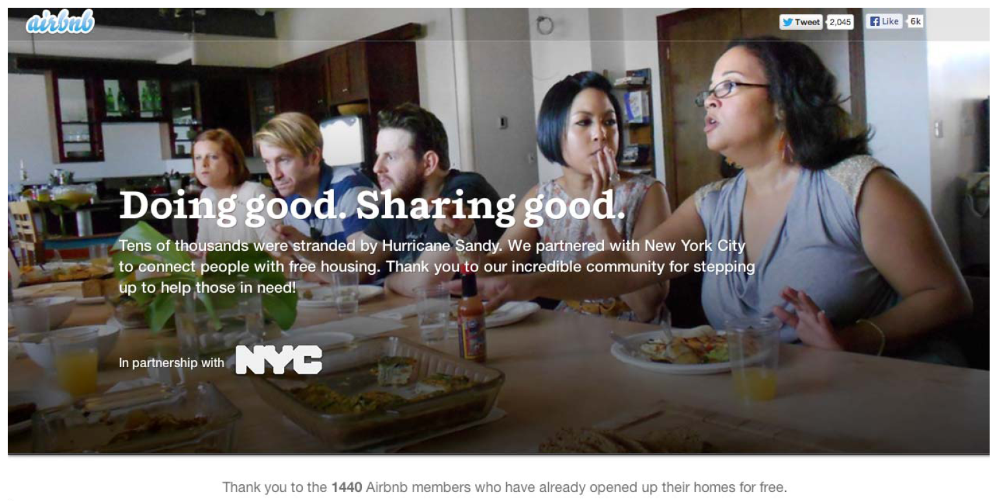 airbnb
Tweet 2,045 Like 6k
Doing good. Sharing good.
Tens of thousands were stranded by Hurricane Sandy. We partnered with New York City
to connect people with free housing. Thank you to our incredible community for stepping
up to help those in need!
In partnership with NYC
Thank you to the 1440 Airbnb members who have already opened up their homes for free.